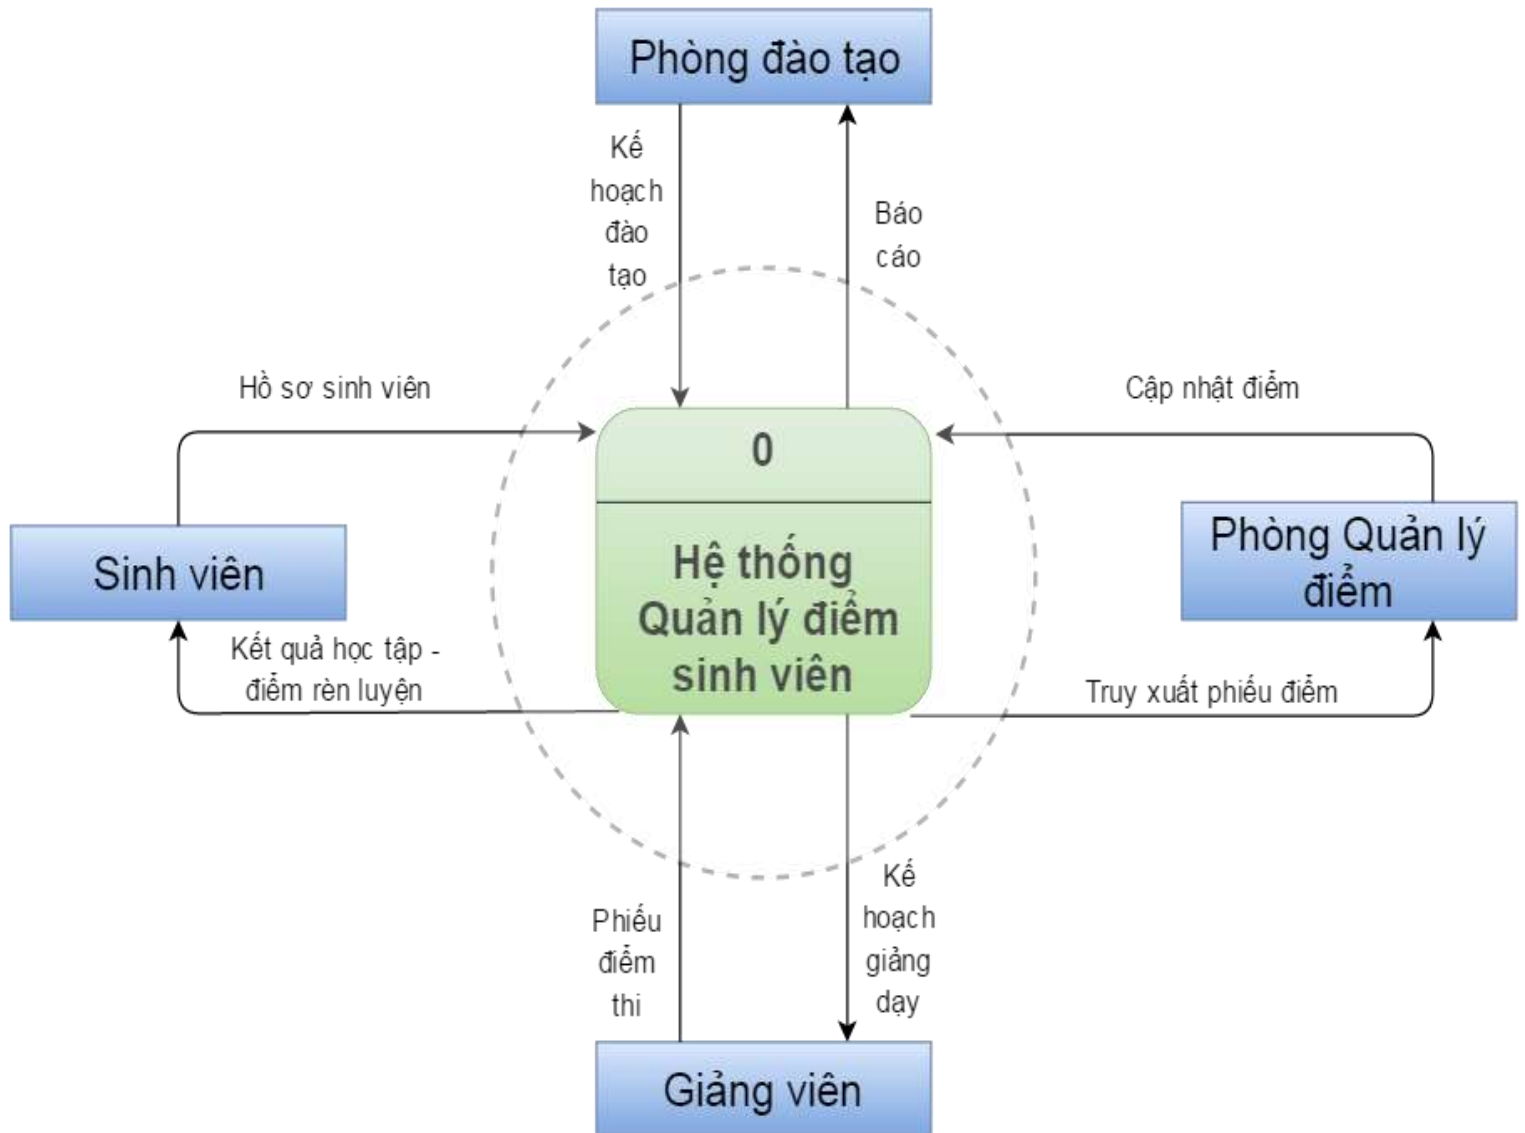 Phòng đào tạo
Kế
hoạch
đào
tạo
Báo
cáo
Hồ sơ sinh viên
Cập nhật điểm
0
Hệ thống
Quản lý điểm
sinh viên
Sinh viên
Phòng Quản lý
điểm
Kết quả học tập -
điểm rèn luyện
Truy xuất phiếu điểm
Phiếu
điểm
thi
Kế
hoạch
giảng
dạy
Giảng viên